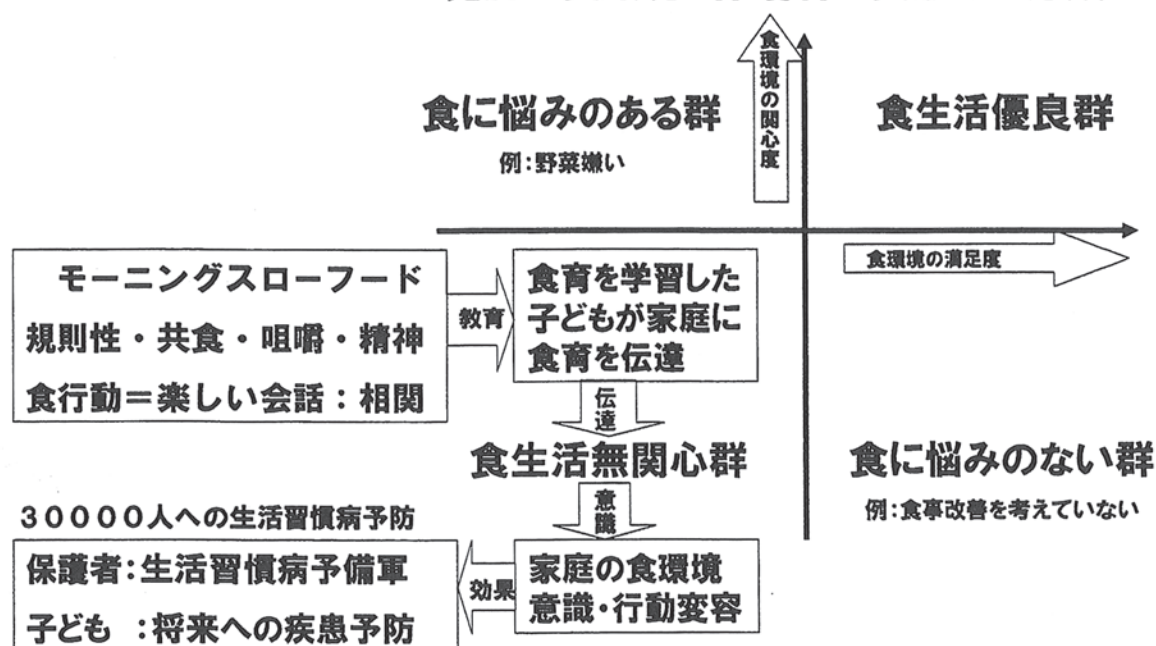 食環境の関心度
食に悩みのある群
例：野菜嫌い
食生活優良群
食環境の満足度
モーニングスローフード
規則性・共食・咀嚼・精神
食行動＝楽しい会話：相関
教育
食育を学習した
子どもが家庭に
食育を伝達
伝達
食生活無関心群
意識
食に悩みのない群
例：食事改善を考えていない
３００００人への生活習慣病予防
保護者：生活習慣病予備軍
子ども　：将来への疾患予防
効果
家庭の食環境
意識・行動変容